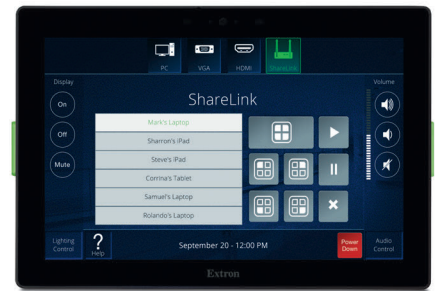 PC
VGA
HDMI
ShareLink
Display
Volume
ShareLink
On
Off
Mute
Mark's Laptop
Sharron's iPad
Steve's iPad
Corrina's Tablet
Samuel's Laptop
Rolando's Laptop
Lighting
Control
?
Help
September 20 - 12:00 PM
Power
Down
Audio
Control
Extron